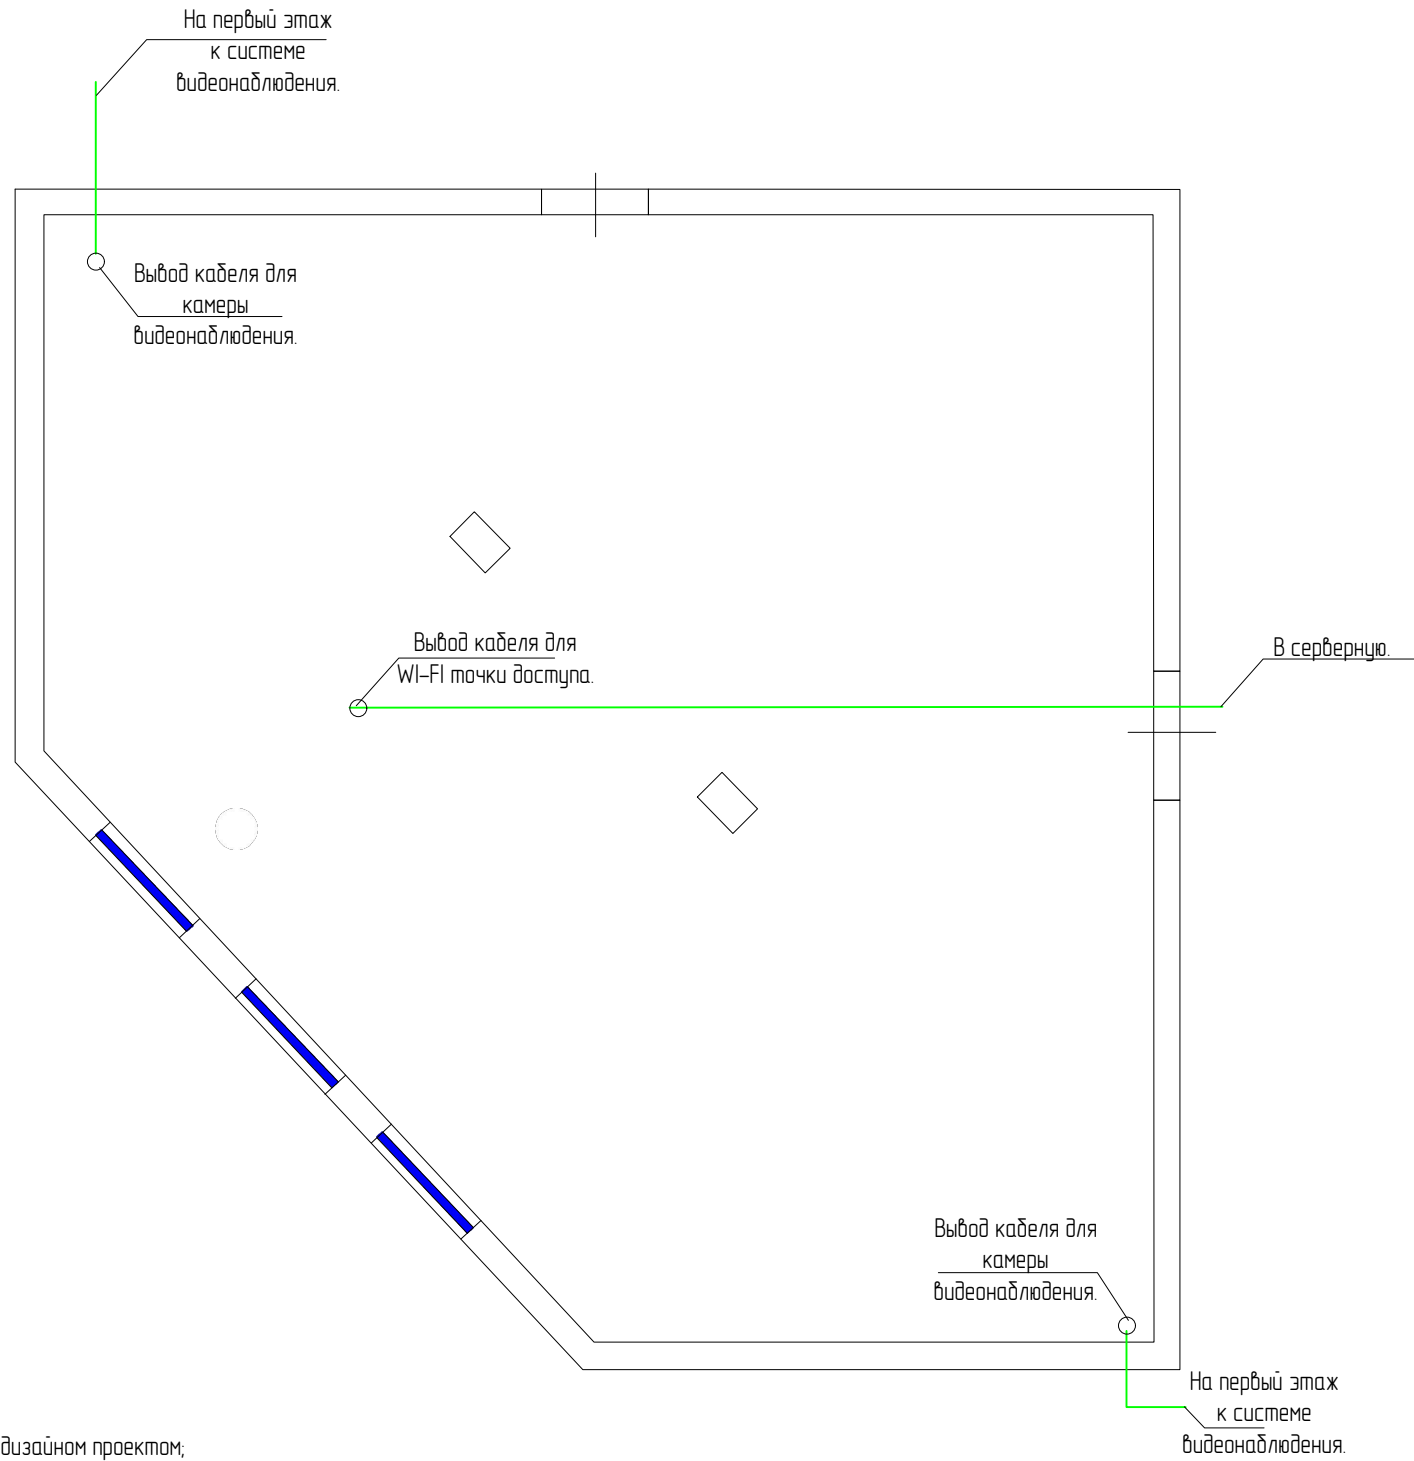 На первый этаж
к системе
видеонаблюдения.
Вывод кабеля для
камеры
видеонаблюдения.
Вывод кабеля для
WI-FI точки доступа.
В серверную.
Вывод кабеля для
камеры
видеонаблюдения.
На первый этаж
к системе
видеонаблюдения.
дизайном проектом;